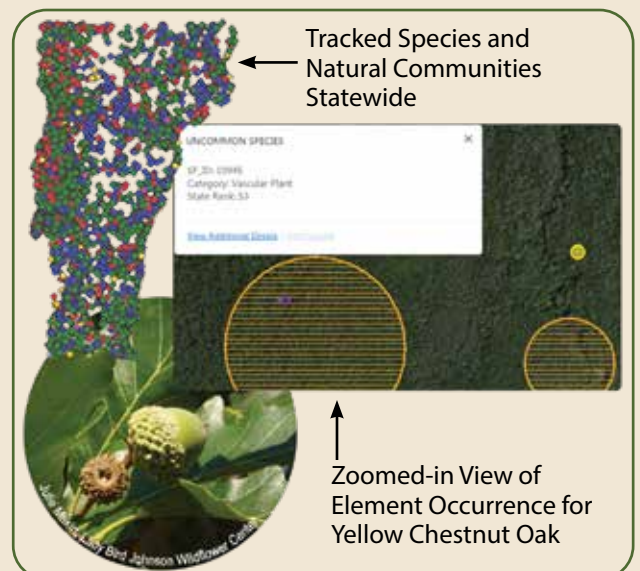 Tracked Species and
Natural Communities
Statewide
UNCOMMON SPECIES
Category: Vascular Plant
State Rank: S3
View Additional Details
Zoomed-in View of
Element Occurrence for
Yellow Chestnut Oak
Bird Johnson Wildflower Center